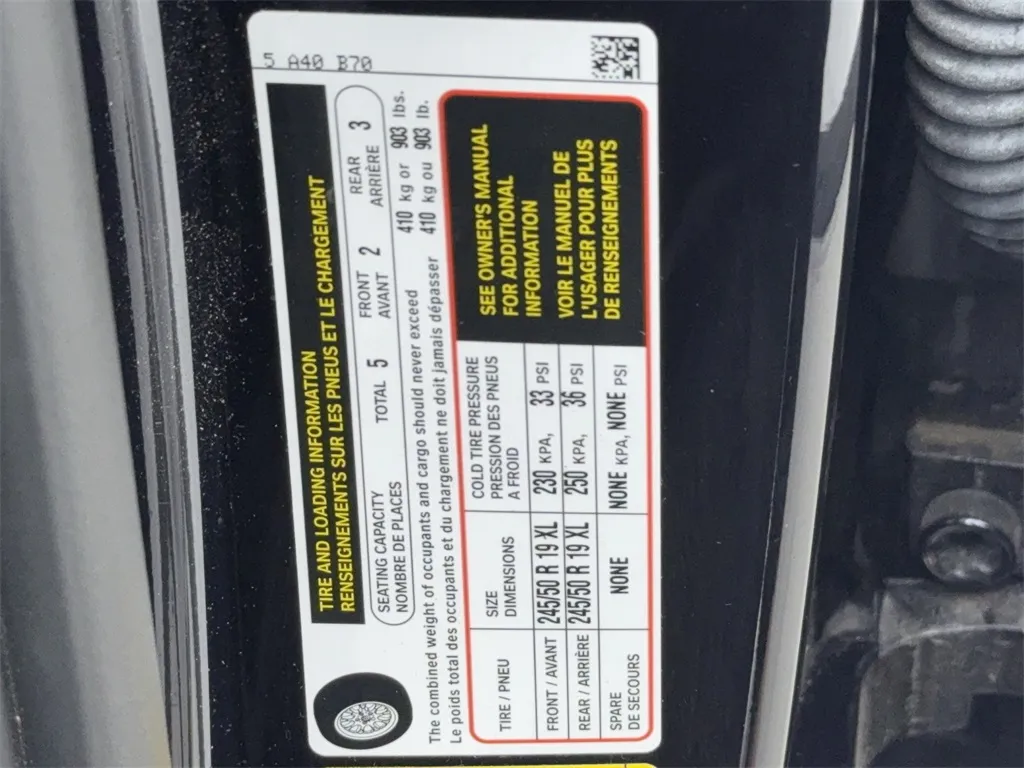 5 A40 B70
TIRE AND LOADING INFORMATION
RENSEIGNEMENTS SUR LES PNEUS ET LE CHARGEMENT
SEATING CAPACITY TOTAL 5 FRONT 2 REAR 3
NOMBRE DE PLACES AVANT ARRIÈRE
The combined weight of occupants and cargo should never exceed 410 kg or 903 lbs.
Le poids total des occupants et du chargement ne doit jamais dépasser 410 kg ou 903 lb.
TIRE / PNEU
SIZE
DIMENSIONS
COLD TIRE PRESSURE
PRESSION DES PNEUS
A FROID
FRONT / AVANT 245/50 R 19 XL 230 KPA, 33 PSI
REAR / ARRIÈRE 245/50 R 19 XL 250 KPA, 36 PSI
SPARE
DE SECOURS
NONE NONE KPA, NONE PSI
SEE OWNER'S MANUAL
FOR ADDITIONAL
INFORMATION
VOIR LE MANUEL DE
L'USAGER POUR PLUS
DE RENSEIGNEMENTS